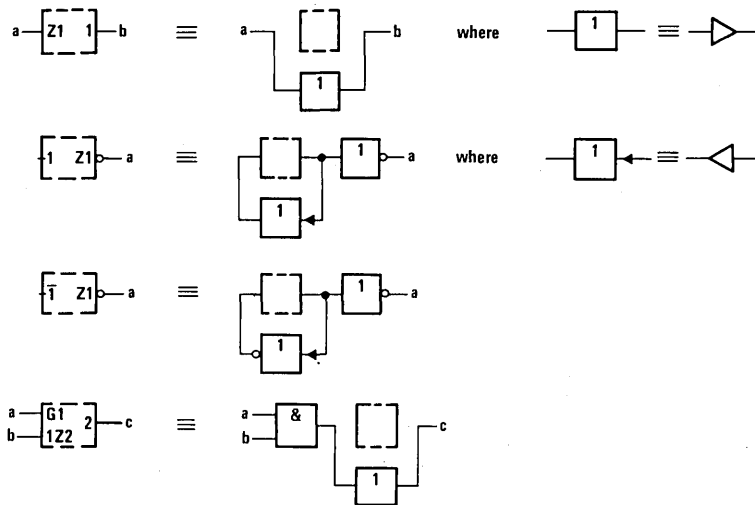 a Z1 1 b ≡ a 1 b where 1 ≡
1 Z1 a ≡ 1 1 a where 1 ≡
1̅ Z1 a ≡ 1 1 a
a b G1 1Z2 2 c ≡ a b & 1 c